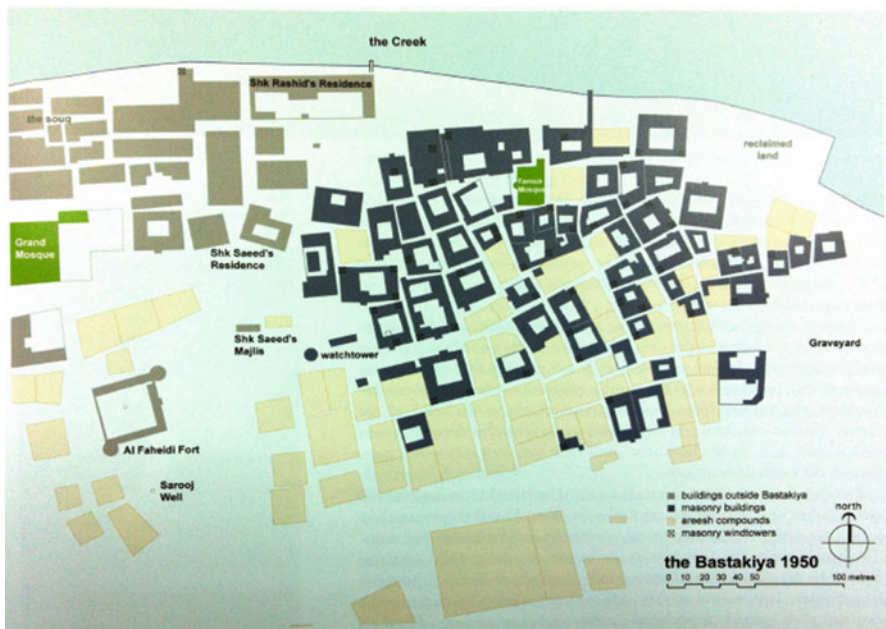 the Creek
Shk Rashid's Residence
the souq
reclaimed
land
Farouk
Mosque
Grand
Mosque
Shk Saeed's
Residence
Shk Saeed's
Majlis
watchtower
Graveyard
Al Faheidi Fort
Sarooj
Well
buildings outside Bastakiya
masonry buildings
areesh compounds
masonry windtowers
north
the Bastakiya 1950
0 10 20 30 40 50 100 metres